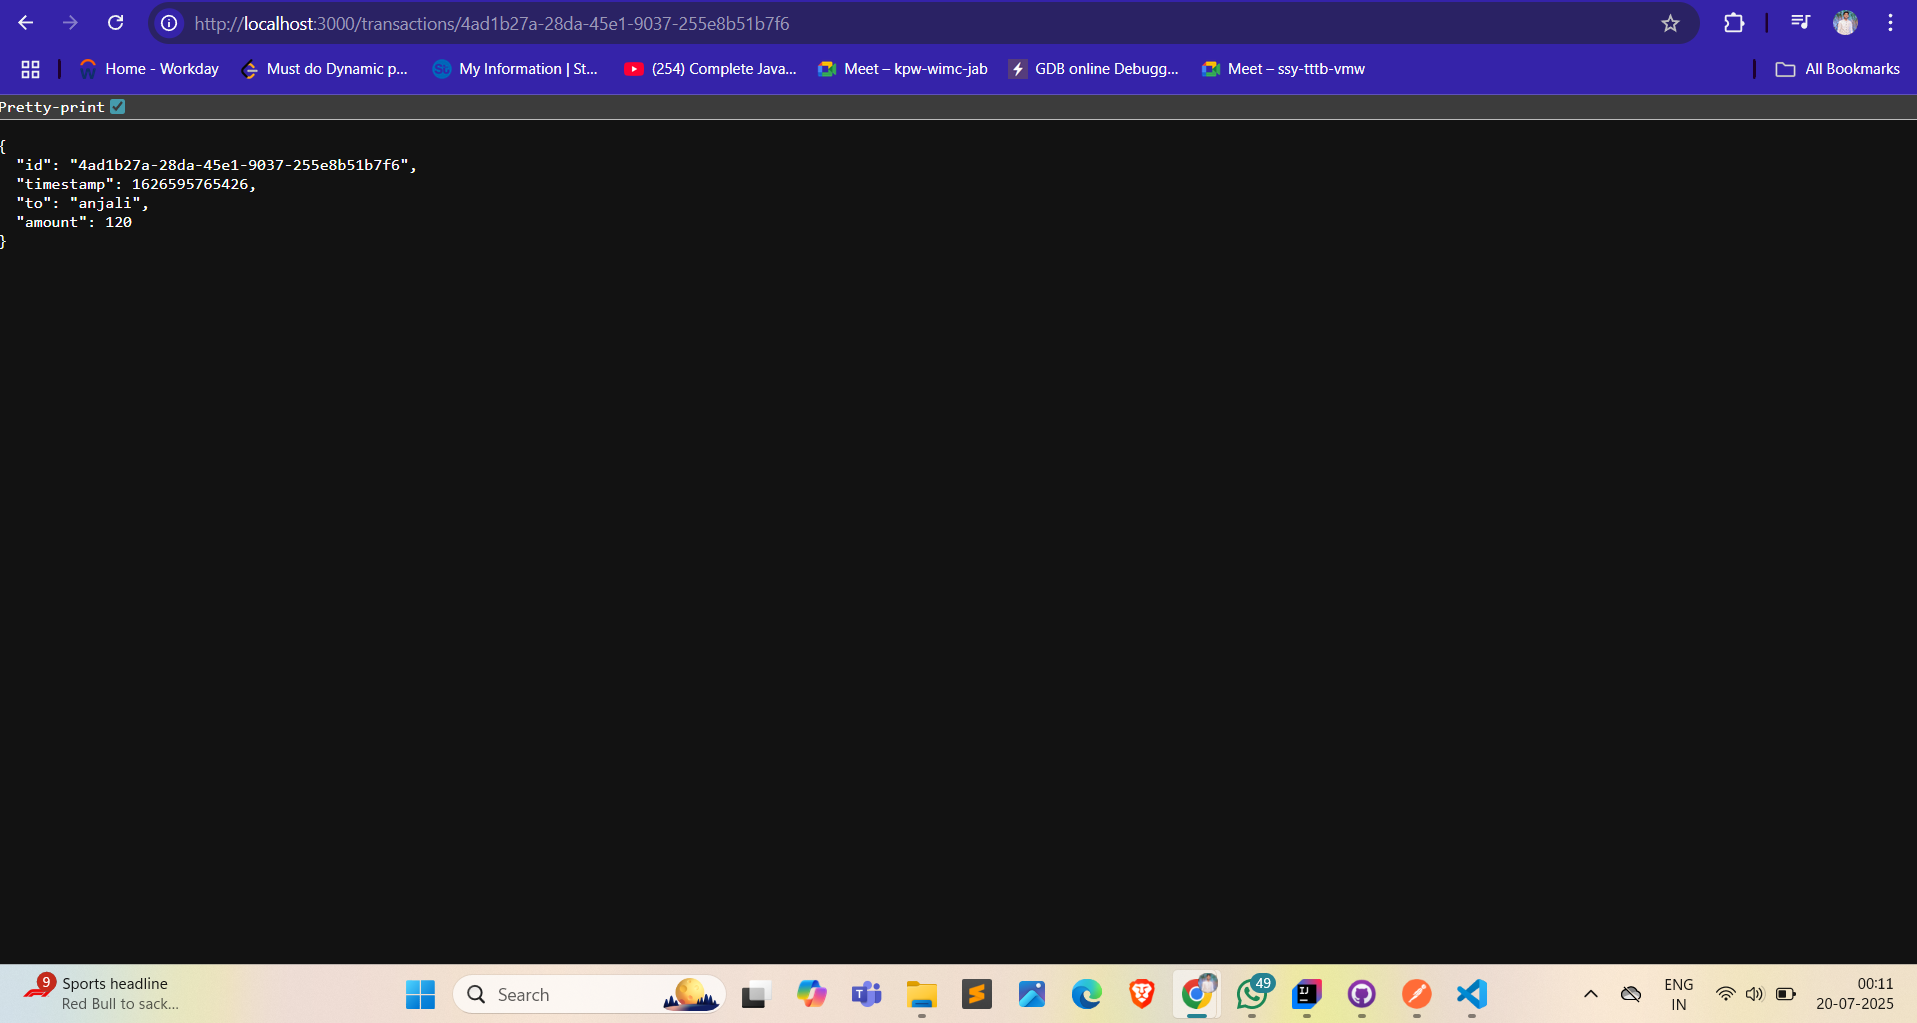 http://localhost:3000/transactions/4ad1b27a-28da-45e1-9037-255e8b51b7f6
Home - Workday
Must do Dynamic p...
My Information | St...
(254) Complete Java...
Meet – kpw-wimc-jab
GDB online Debugg...
Meet – ssy-tttb-vmw
All Bookmarks
Pretty-print
{
  "id": "4ad1b27a-28da-45e1-9037-255e8b51b7f6",
  "timestamp": 1626595765426,
  "to": "anjali",
  "amount": 120
}
9
Sports headline
Red Bull to sack...
Search
49
ENG
IN
00:11
20-07-2025